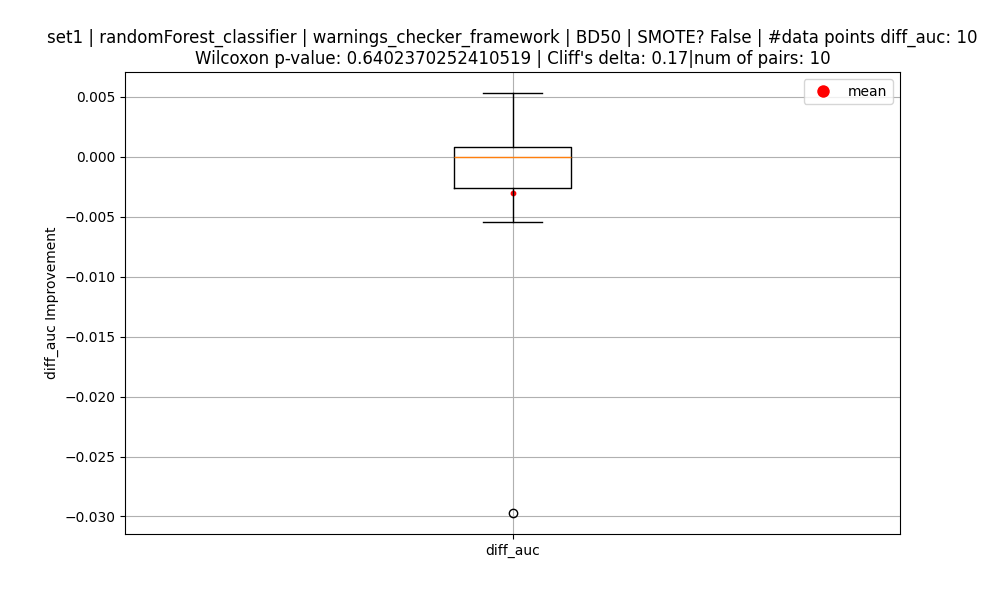 set1 | randomForest_classifier | warnings_checker_framework | BD50 | SMOTE? False | #data points diff_auc: 10
Wilcoxon p-value: 0.6402370252410519 | Cliff's delta: 0.17|num of pairs: 10
mean
0.005
0.000
−0.005
−0.010
−0.015
−0.020
−0.025
−0.030
diff_auc Improvement
diff_auc